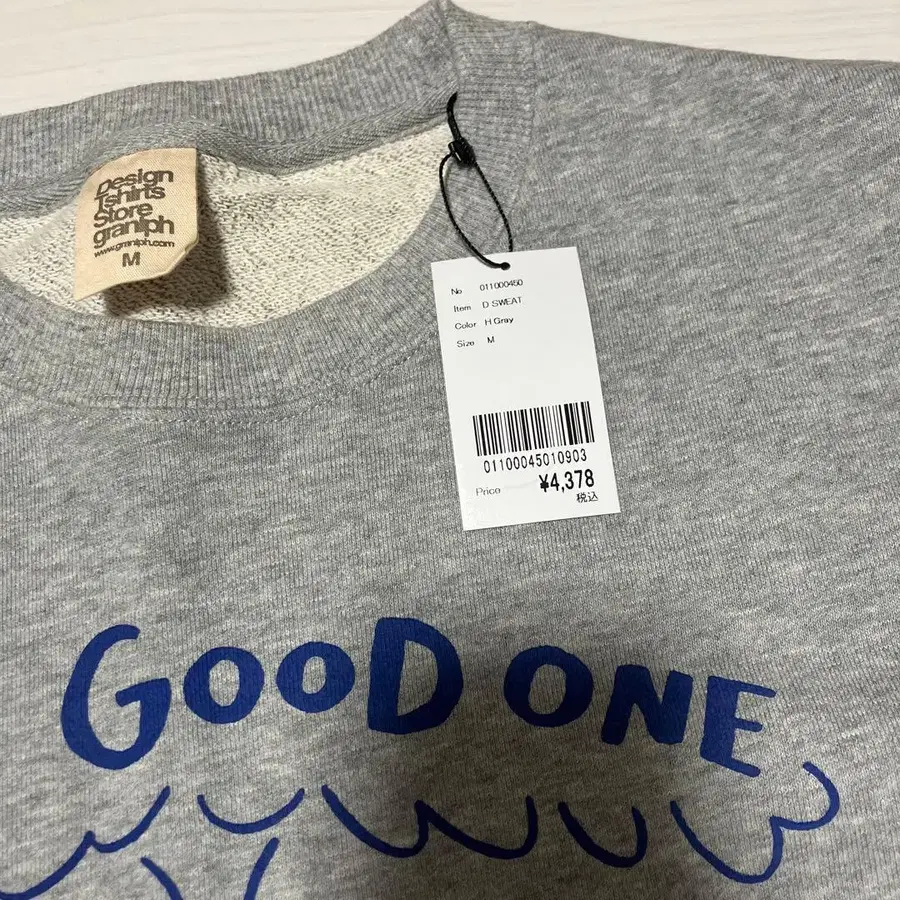 Design
Tshirts
Store
graniph
www.graniph.com
M
No 011000450
Item D SWEAT
Color H Gray
Size M
01100045010903
Price ¥4,378
税込
GOOD ONE